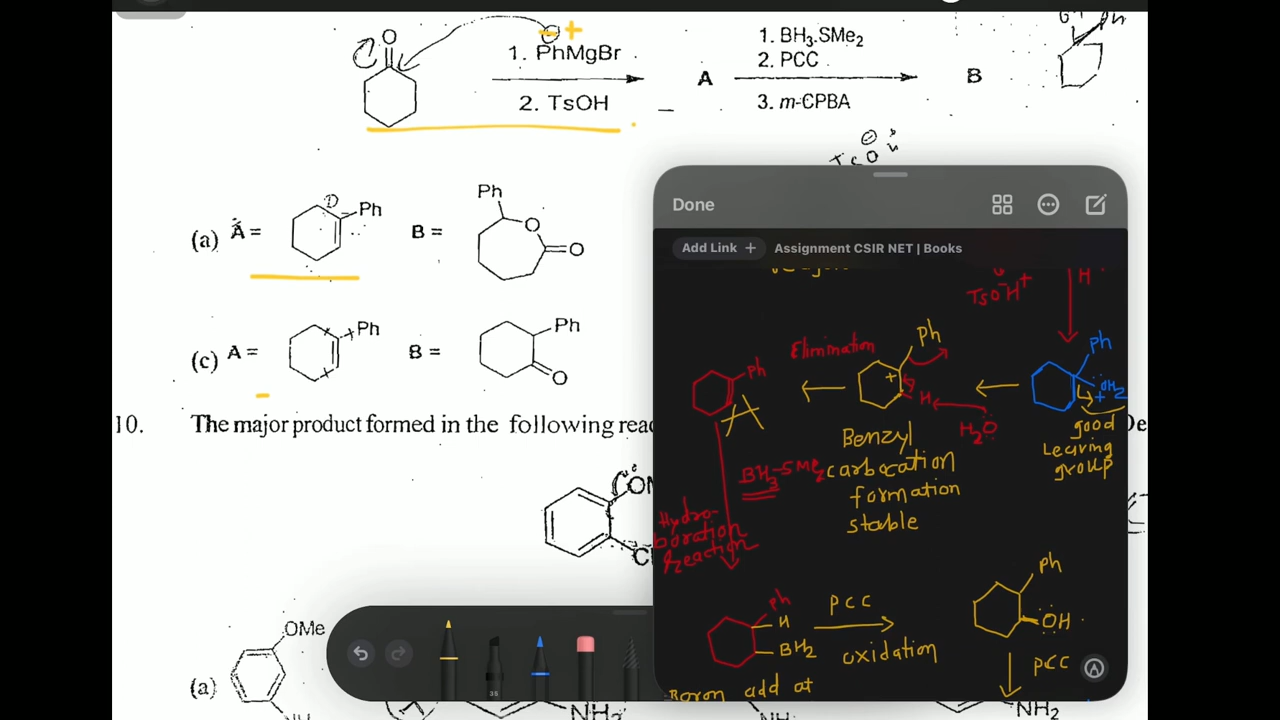 O
1. PhMgBr
2. TsOH
A
1. BH3.SMe2
2. PCC
3. m-CPBA
B
Ph
Done
Add Link +
Assignment CSIR NET | Books
(a) A =
Ph
B =
Ph
O
O
(c) A =
Ph
B =
Ph
O
10. The major product formed in the following reac
TsO-H+
H
Ph
Elimination
Ph
Ph
OH2
+
H
H2O
A
good
leaving
group
Benzyl
carbocation
formation
stable
BH3-SMe2
Hydro-
boration
reaction
Ph
H
BH2
PCC
oxidation
Ph
OH
PCC
Boron add at
(a)
OMe
NH2
NH2